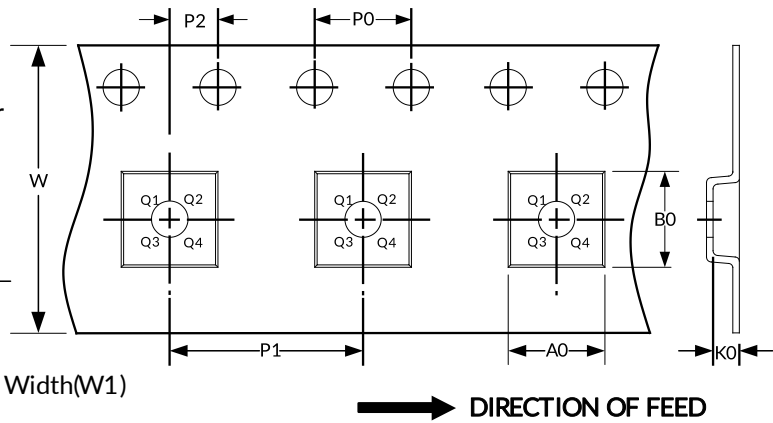 P2 P0
W
Q1 Q2 Q1 Q2 Q1 Q2
B0
Q3 Q4 Q3 Q4 Q3 Q4
P1 A0 K0
Width(W1)
DIRECTION OF FEED